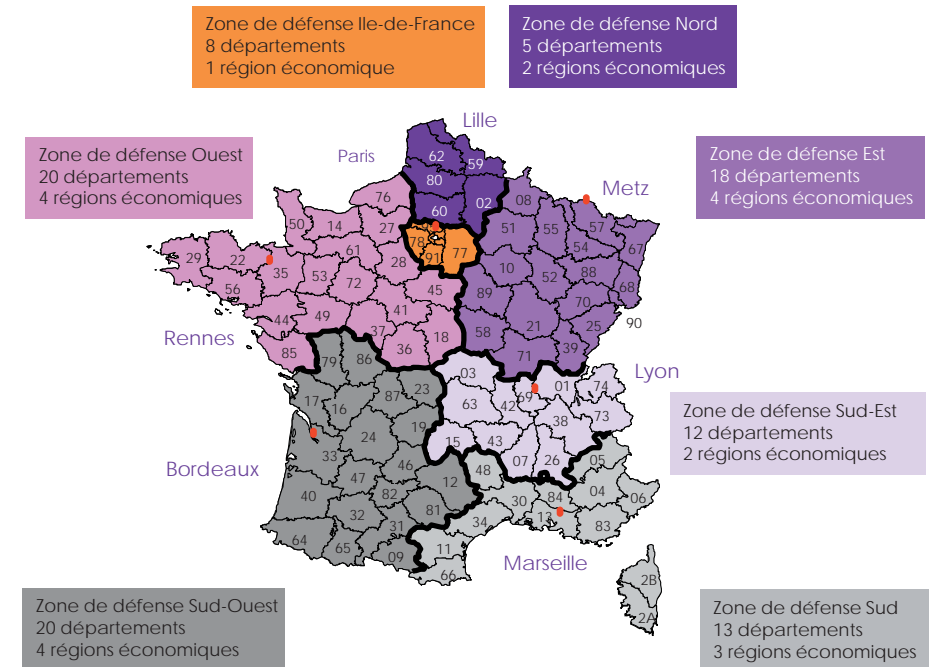 Zone de défense Ile-de-France
8 départements
1 région économique
Zone de défense Nord
5 départements
2 régions économiques
Zone de défense Ouest
20 départements
4 régions économiques
Zone de défense Est
18 départements
4 régions économiques
Lille
Paris
Metz
Rennes
Lyon
Bordeaux
Marseille
62
59
80
60
02
76
08
50
14
27
78
77
91
51
55
57
54
67
29
22
35
61
28
53
72
10
52
88
68
56
45
89
70
44
49
41
90
37
18
58
21
25
85
36
71
39
79
86
03
01
74
17
16
87
23
63
42
69
73
38
24
19
15
43
33
46
07
26
05
48
47
12
04
06
40
82
30
84
32
81
34
13
83
31
64
65
09
11
66
2B
2A
Zone de défense Sud-Est
12 départements
2 régions économiques
Zone de défense Sud-Ouest
20 départements
4 régions économiques
Zone de défense Sud
13 départements
3 régions économiques